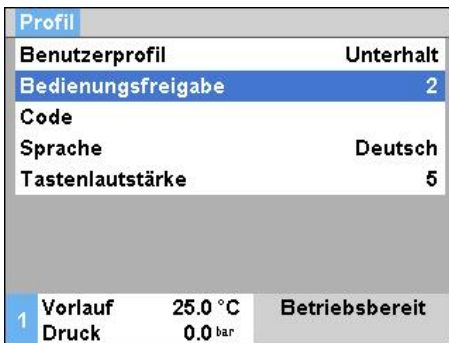 Profil
Benutzerprofil Unterhalt
Bedienungsfreigabe 2
Code
Sprache Deutsch
Tastenlautstärke 5
1 Vorlauf 25.0 °C Betriebsbereit
Druck 0.0 bar